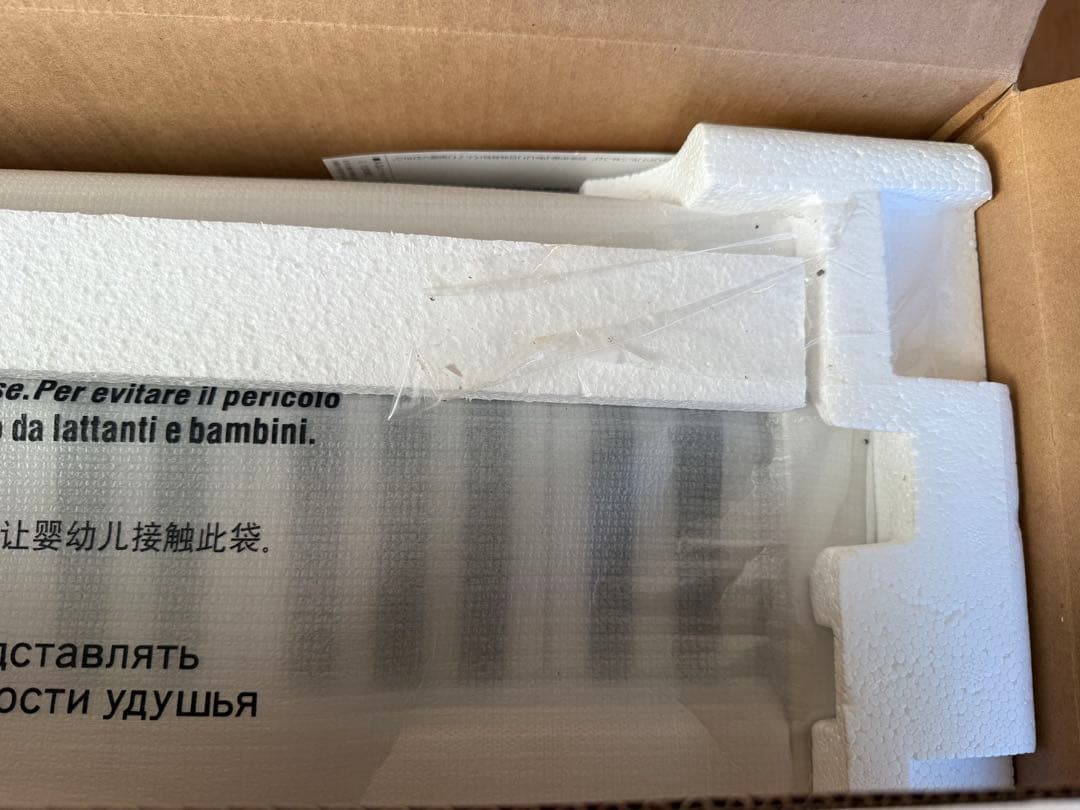 se.Per evitare il pericolo
da lattanti e bambini.
让婴幼儿接触此袋。
дставлять
ости удушья